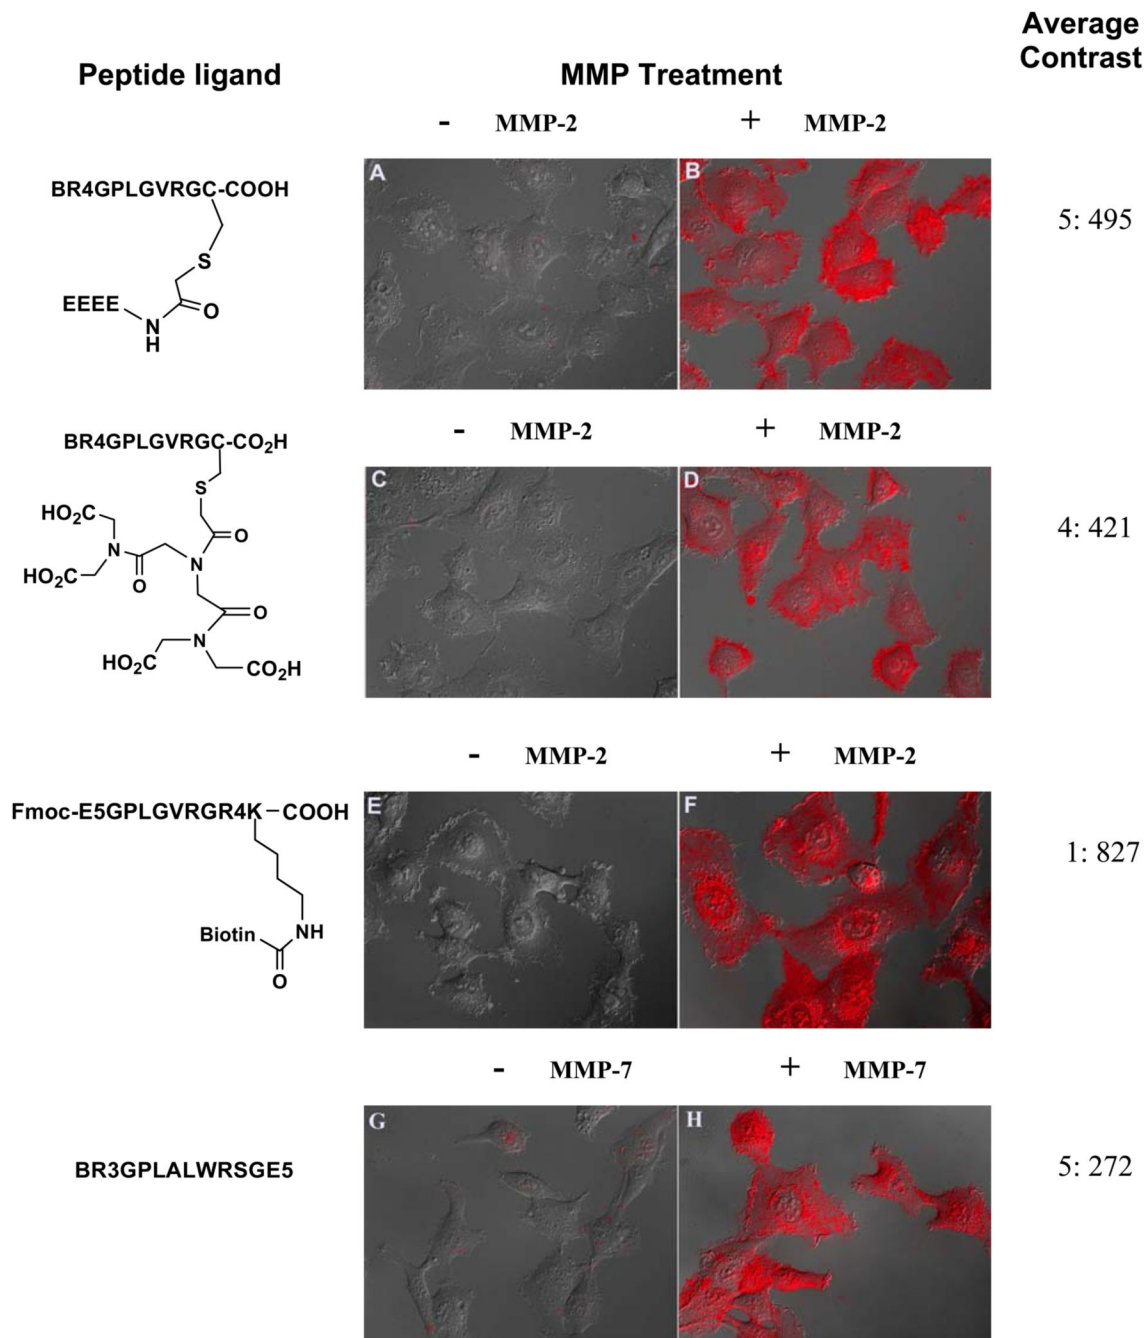 Average
Contrast
Peptide ligand
MMP Treatment
- MMP-2
+ MMP-2
BR4GPLGVRGC-COOH
S
EEEE
N
H
O
A
B
5: 495
- MMP-2
+ MMP-2
BR4GPLGVRGC-CO₂H
S
HO₂C
O
N
O
N
HO₂C
O
N
HO₂C
CO₂H
C
D
4: 421
- MMP-2
+ MMP-2
Fmoc-E5GPLGVRGR4K–COOH
Biotin
NH
O
E
F
1: 827
- MMP-7
+ MMP-7
BR3GPLALWRSGE5
G
H
5: 272